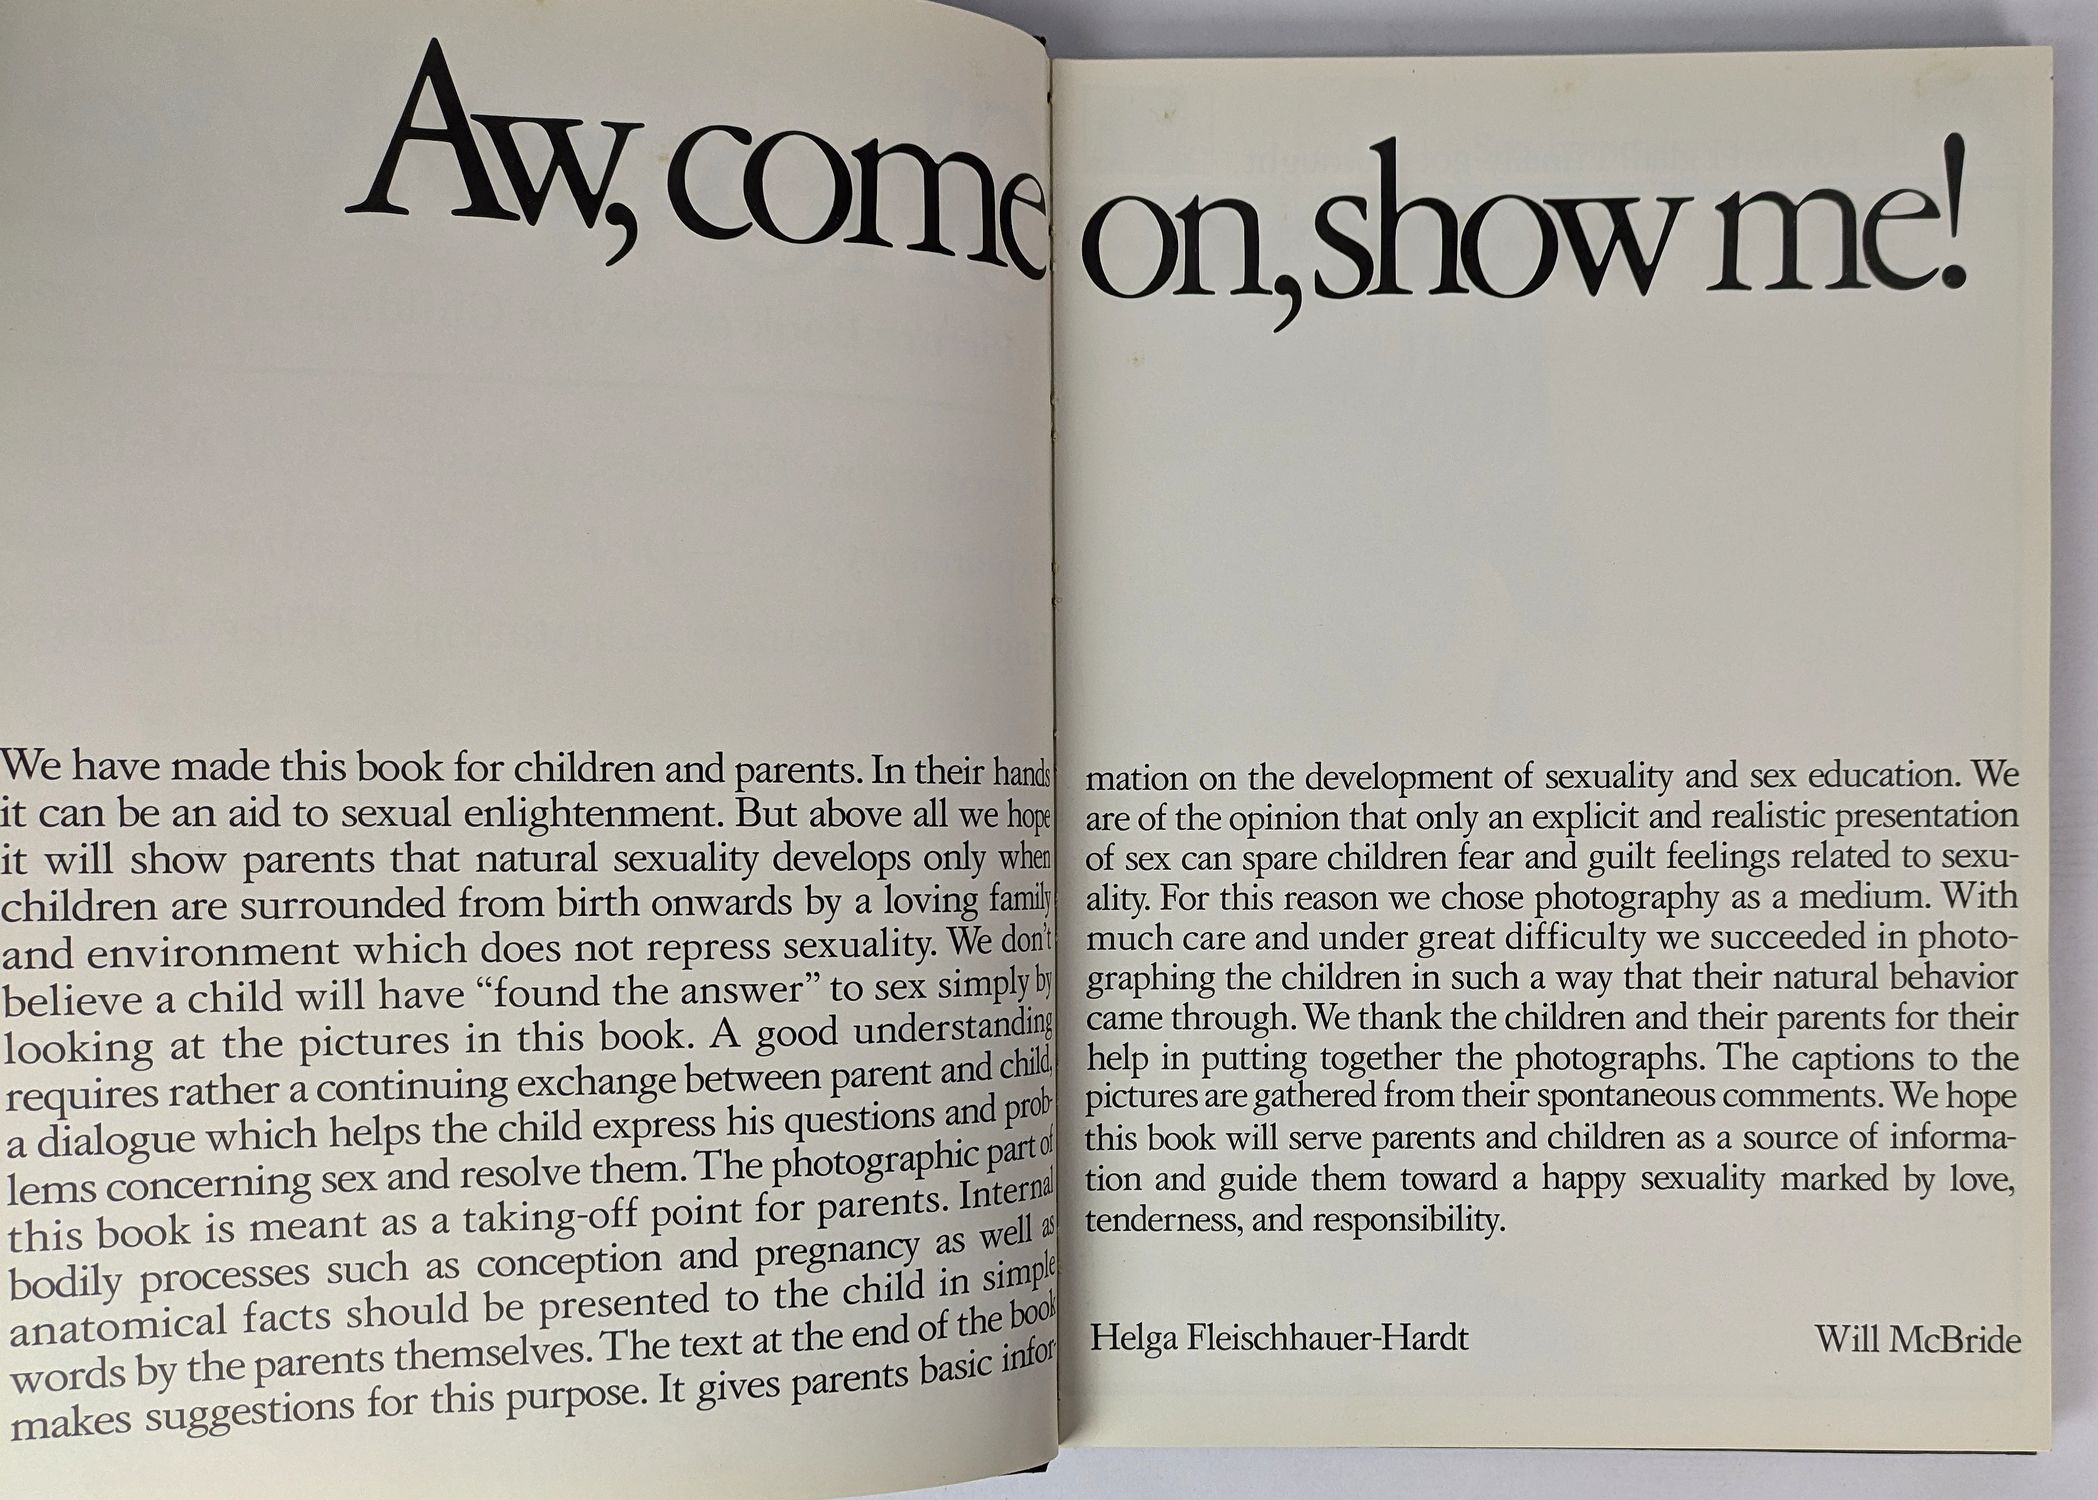 Aw, come on, show me!
We have made this book for children and parents. In their hands
it can be an aid to sexual enlightenment. But above all we hope
it will show parents that natural sexuality develops only when
children are surrounded from birth onwards by a loving family
and environment which does not repress sexuality. We don't
believe a child will have “found the answer” to sex simply by
looking at the pictures in this book. A good understanding
requires rather a continuing exchange between parent and child,
a dialogue which helps the child express his questions and prob-
lems concerning sex and resolve them. The photographic part of
this book is meant as a taking-off point for parents. Internal
bodily processes such as conception and pregnancy as well as
anatomical facts should be presented to the child in simple
words by the parents themselves. The text at the end of the book
makes suggestions for this purpose. It gives parents basic infor-
mation on the development of sexuality and sex education. We
are of the opinion that only an explicit and realistic presentation
of sex can spare children fear and guilt feelings related to sexu-
ality. For this reason we chose photography as a medium. With
much care and under great difficulty we succeeded in photo-
graphing the children in such a way that their natural behavior
came through. We thank the children and their parents for their
help in putting together the photographs. The captions to the
pictures are gathered from their spontaneous comments. We hope
this book will serve parents and children as a source of informa-
tion and guide them toward a happy sexuality marked by love,
tenderness, and responsibility.
Helga Fleischhauer-Hardt
Will McBride